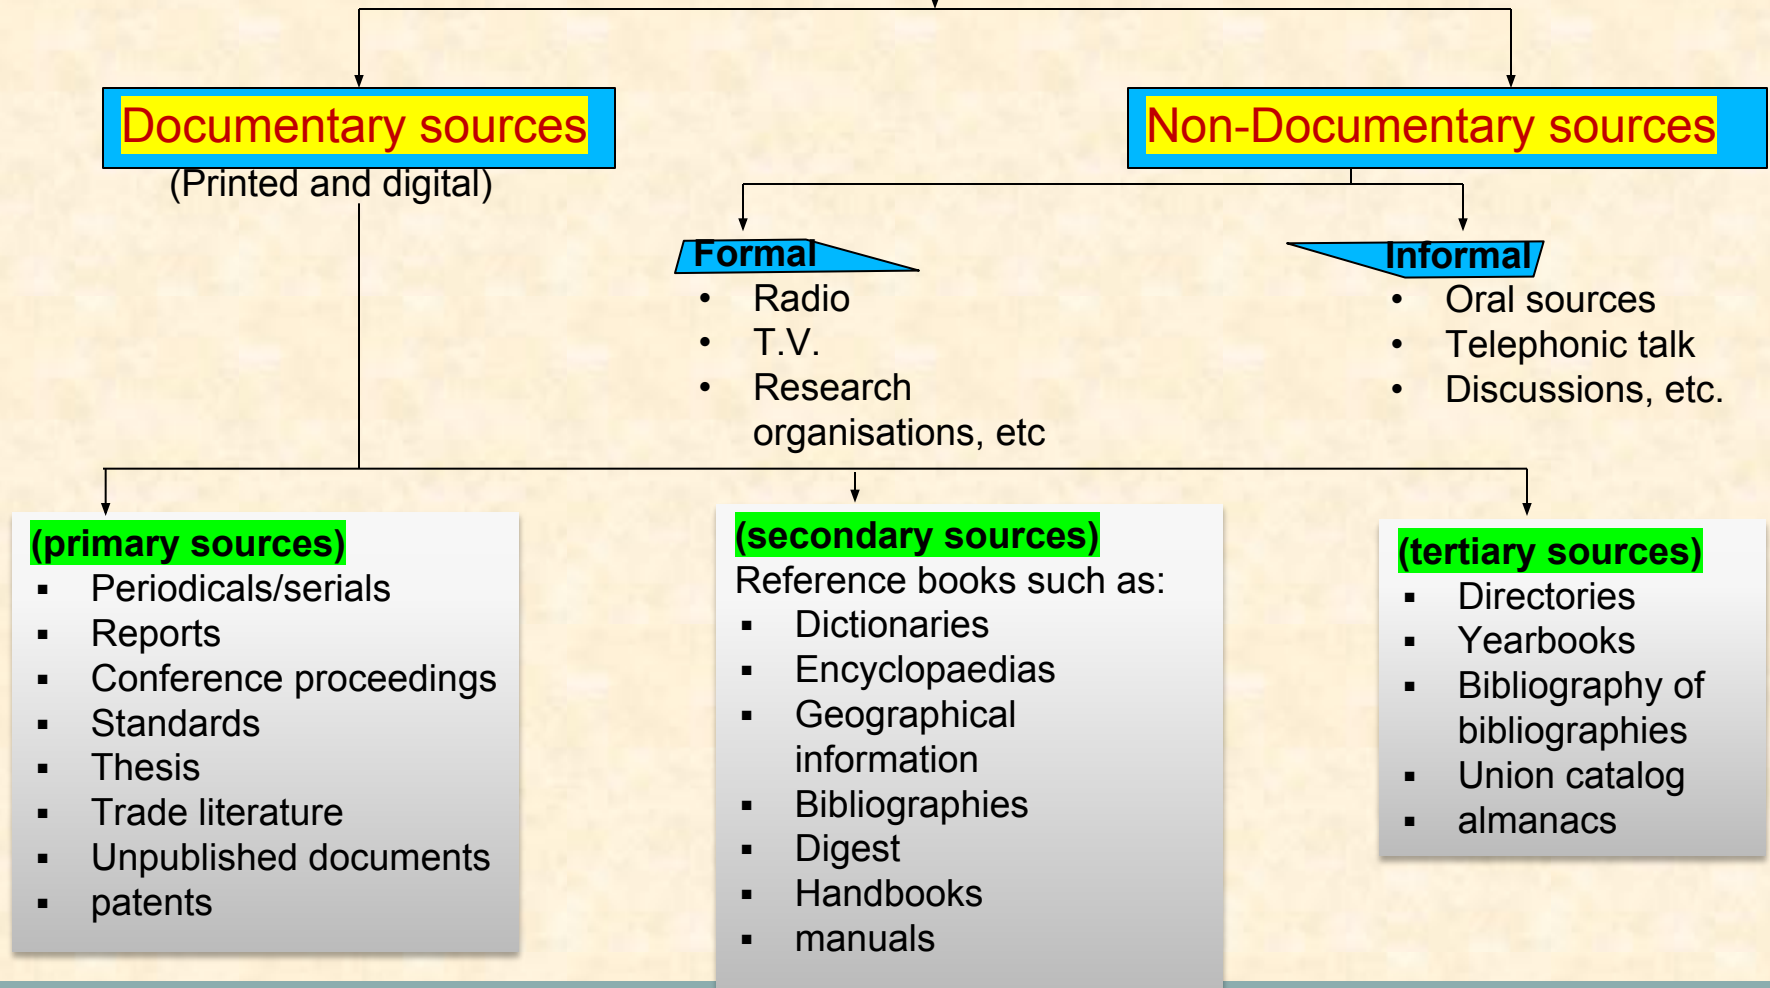 Documentary sources
(Printed and digital)
Non-Documentary sources
Formal
• Radio
• T.V.
• Research
organisations, etc
Informal
• Oral sources
• Telephonic talk
• Discussions, etc.
(primary sources)
▪ Periodicals/serials
▪ Reports
▪ Conference proceedings
▪ Standards
▪ Thesis
▪ Trade literature
▪ Unpublished documents
▪ patents
(secondary sources)
Reference books such as:
▪ Dictionaries
▪ Encyclopaedias
▪ Geographical
information
▪ Bibliographies
▪ Digest
▪ Handbooks
▪ manuals
(tertiary sources)
▪ Directories
▪ Yearbooks
▪ Bibliography of
bibliographies
▪ Union catalog
▪ almanacs